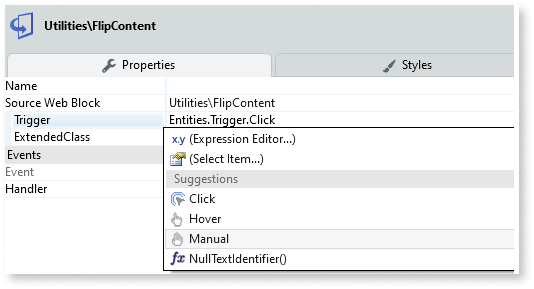 Utilities\FlipContent
Properties Styles
Name
Source Web Block Utilities\FlipContent
Trigger Entities.Trigger.Click
ExtendedClass x.y (Expression Editor...)
Events (Select Item...)
Event Suggestions
Handler Click
Hover
Manual
fx NullTextIdentifier()